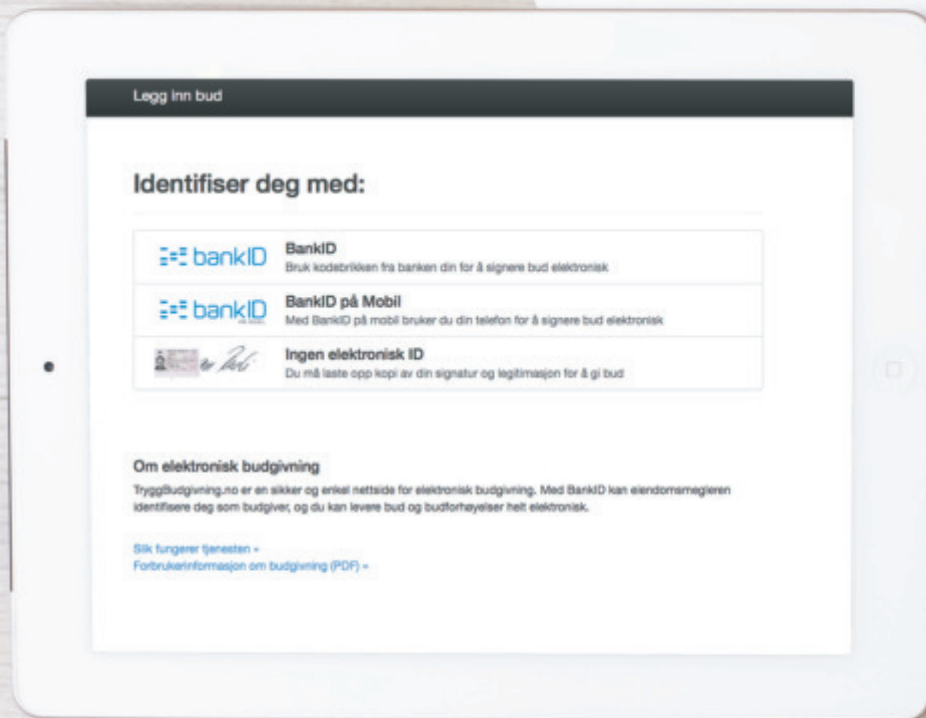 Legg inn bud
Identifiser deg med:
bankID
BankID
Bruk kodebrikken fra banken din for å signere bud elektronisk
bankID
BankID på Mobil
Med BankID på mobil bruker du din telefon for å signere bud elektronisk
Ingen elektronisk ID
Du må laste opp kopi av din signatur og legitimasjon for å gi bud
Om elektronisk budgivning
TryggBudgivning.no er en sikker og enkel nettside for elektronisk budgivning. Med BankID kan eiendomsmegleren
identifisere deg som budgiver, og du kan levere bud og budforhøyelser helt elektronisk.
Slik fungerer tjenesten »
Forbrukerinformasjon om budgivning (PDF) »